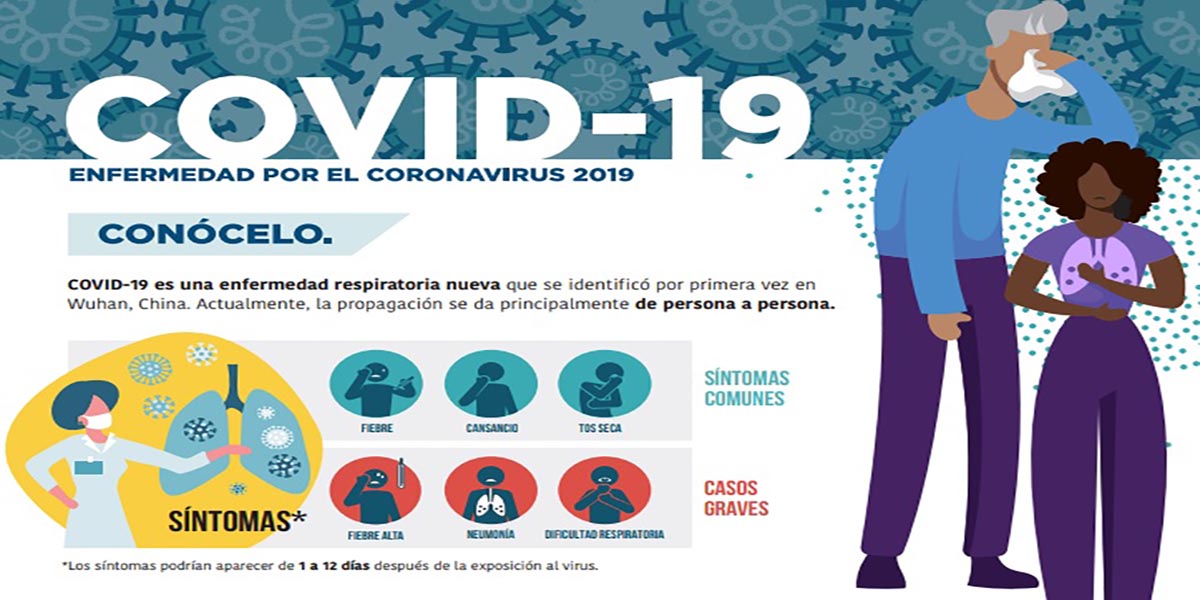 COVID-19
ENFERMEDAD POR EL CORONAVIRUS 2019
CONÓCELO.
COVID-19 es una enfermedad respiratoria nueva que se identificó por primera vez en
Wuhan, China. Actualmente, la propagación se da principalmente de persona a persona.
SÍNTOMAS*
FIEBRE
CANSANCIO
TOS SECA
SÍNTOMAS
COMUNES
FIEBRE ALTA
NEUMONÍA
DIFICULTAD RESPIRATORIA
CASOS
GRAVES
*Los síntomas podrían aparecer de 1 a 12 días después de la exposición al virus.